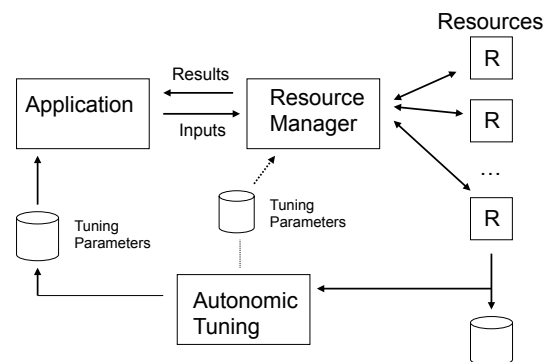 Resources
R
Results
Application
Resource
Manager
Inputs
R
...
R
Tuning
Parameters
Tuning
Parameters
Autonomic
Tuning